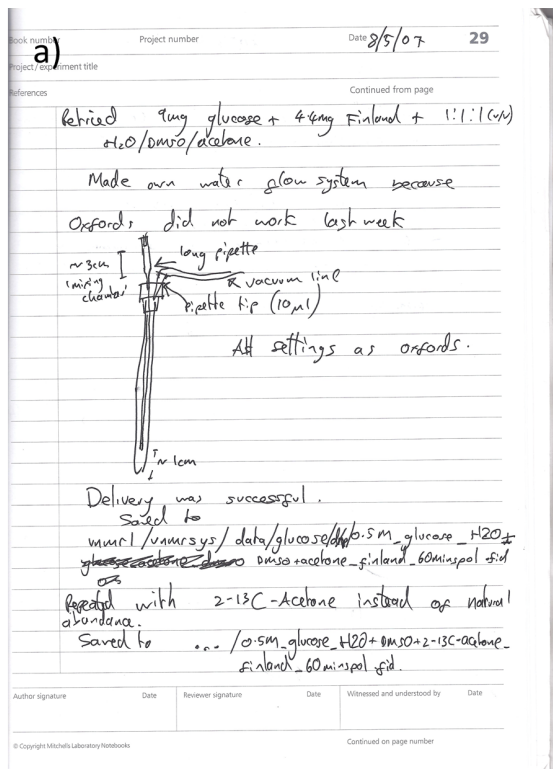 Book number
Project number
Date 8/5/07
29
a)
Project/experiment title
References
Continued from page
Retried 9mg glucose + 44mg Finland + 1:1:1 (v/v)
H2O/DMSO/acetone.
Made own water flow system because
Oxfords did not work last week
~3cm
long pipette
'mixing
chamber'
vacuum line
pipette tip (10µl)
All settings as oxfords.
~1cm
Delivery was successful.
Saved to
mmrl/vnmrsys/data/glucose/ 0.5M_glucose_H2O+
DMSO+acetone_finland_60minspol fid
Repeated with 2-13C-Acetone instead of natural
abundance.
Saved to .../0.5M_glucose_H2O+DMSO+2-13C-acetone_
finland_60minspol fid.
Author signature
Date
Reviewer signature
Date
Witnessed and understood by
Date
© Copyright Mitchells Laboratory Notebooks
Continued on page number